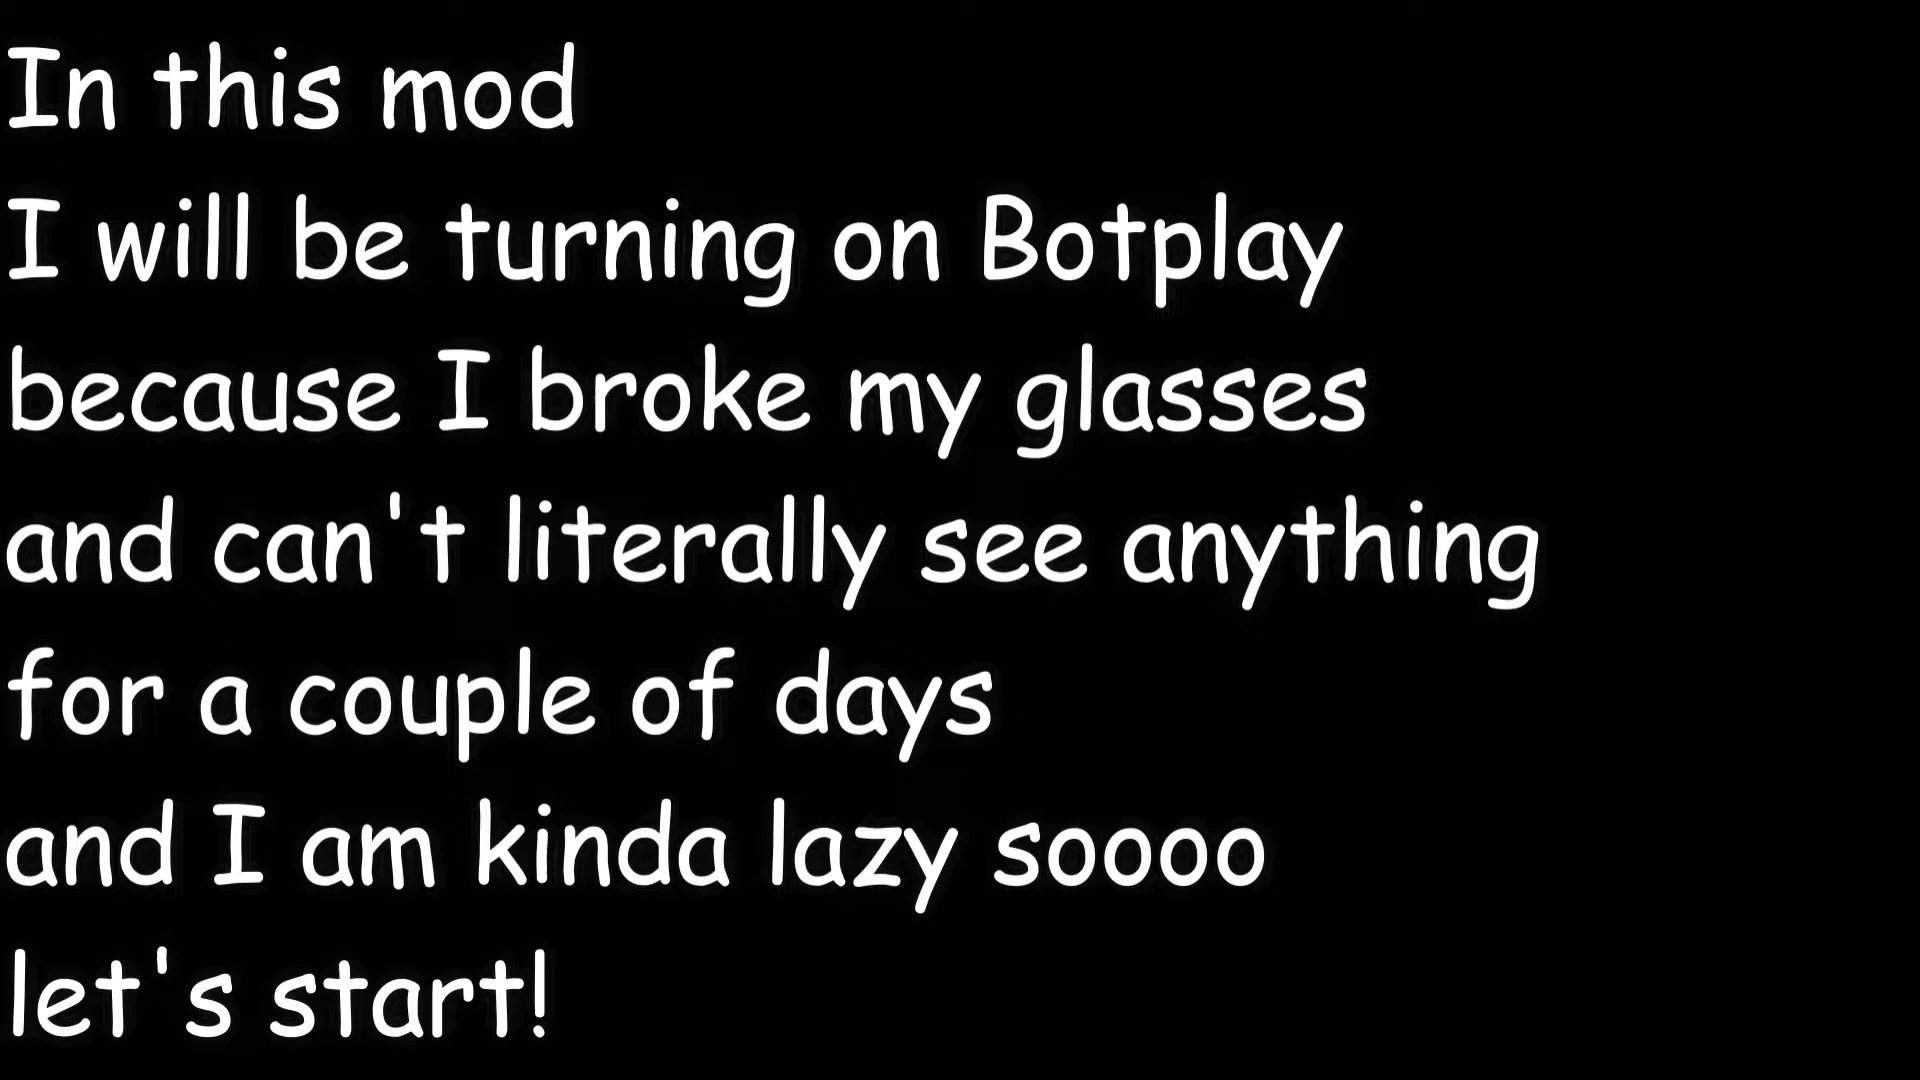 In this mod
I will be turning on Botplay
because I broke my glasses
and can't literally see anything
for a couple of days
and I am kinda lazy soooo
let's start!